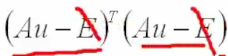 (Au − E)ᵀ (Au − E)